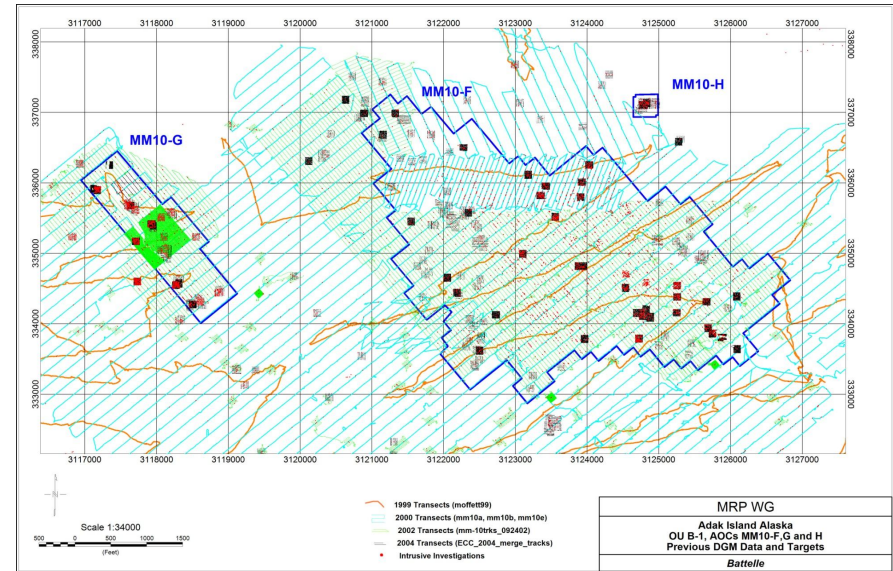 3117000 3118000 3119000 3120000 3121000 3122000 3123000 3124000 3125000 3126000 3127000
338000 338000
MM10-F
MM10-H
337000 337000
MM10-G
336000 336000
335000 335000
334000 334000
333000 333000
3117000 3118000 3119000 3120000 3121000 3122000 3123000 3124000 3125000 3126000 3127000
Scale 1:34000
500 0 500 1000 1500
(Feet)
1999 Transects (moffett99)
2000 Transects (mm10a, mm10b, mm10e)
2002 Transects (mm-10trks_092402)
2004 Transects (ECC_2004_merge_tracks)
Intrusive Investigations
MRP WG
Adak Island Alaska
OU B-1, AOCs MM10-F,G and H
Previous DGM Data and Targets
Battelle